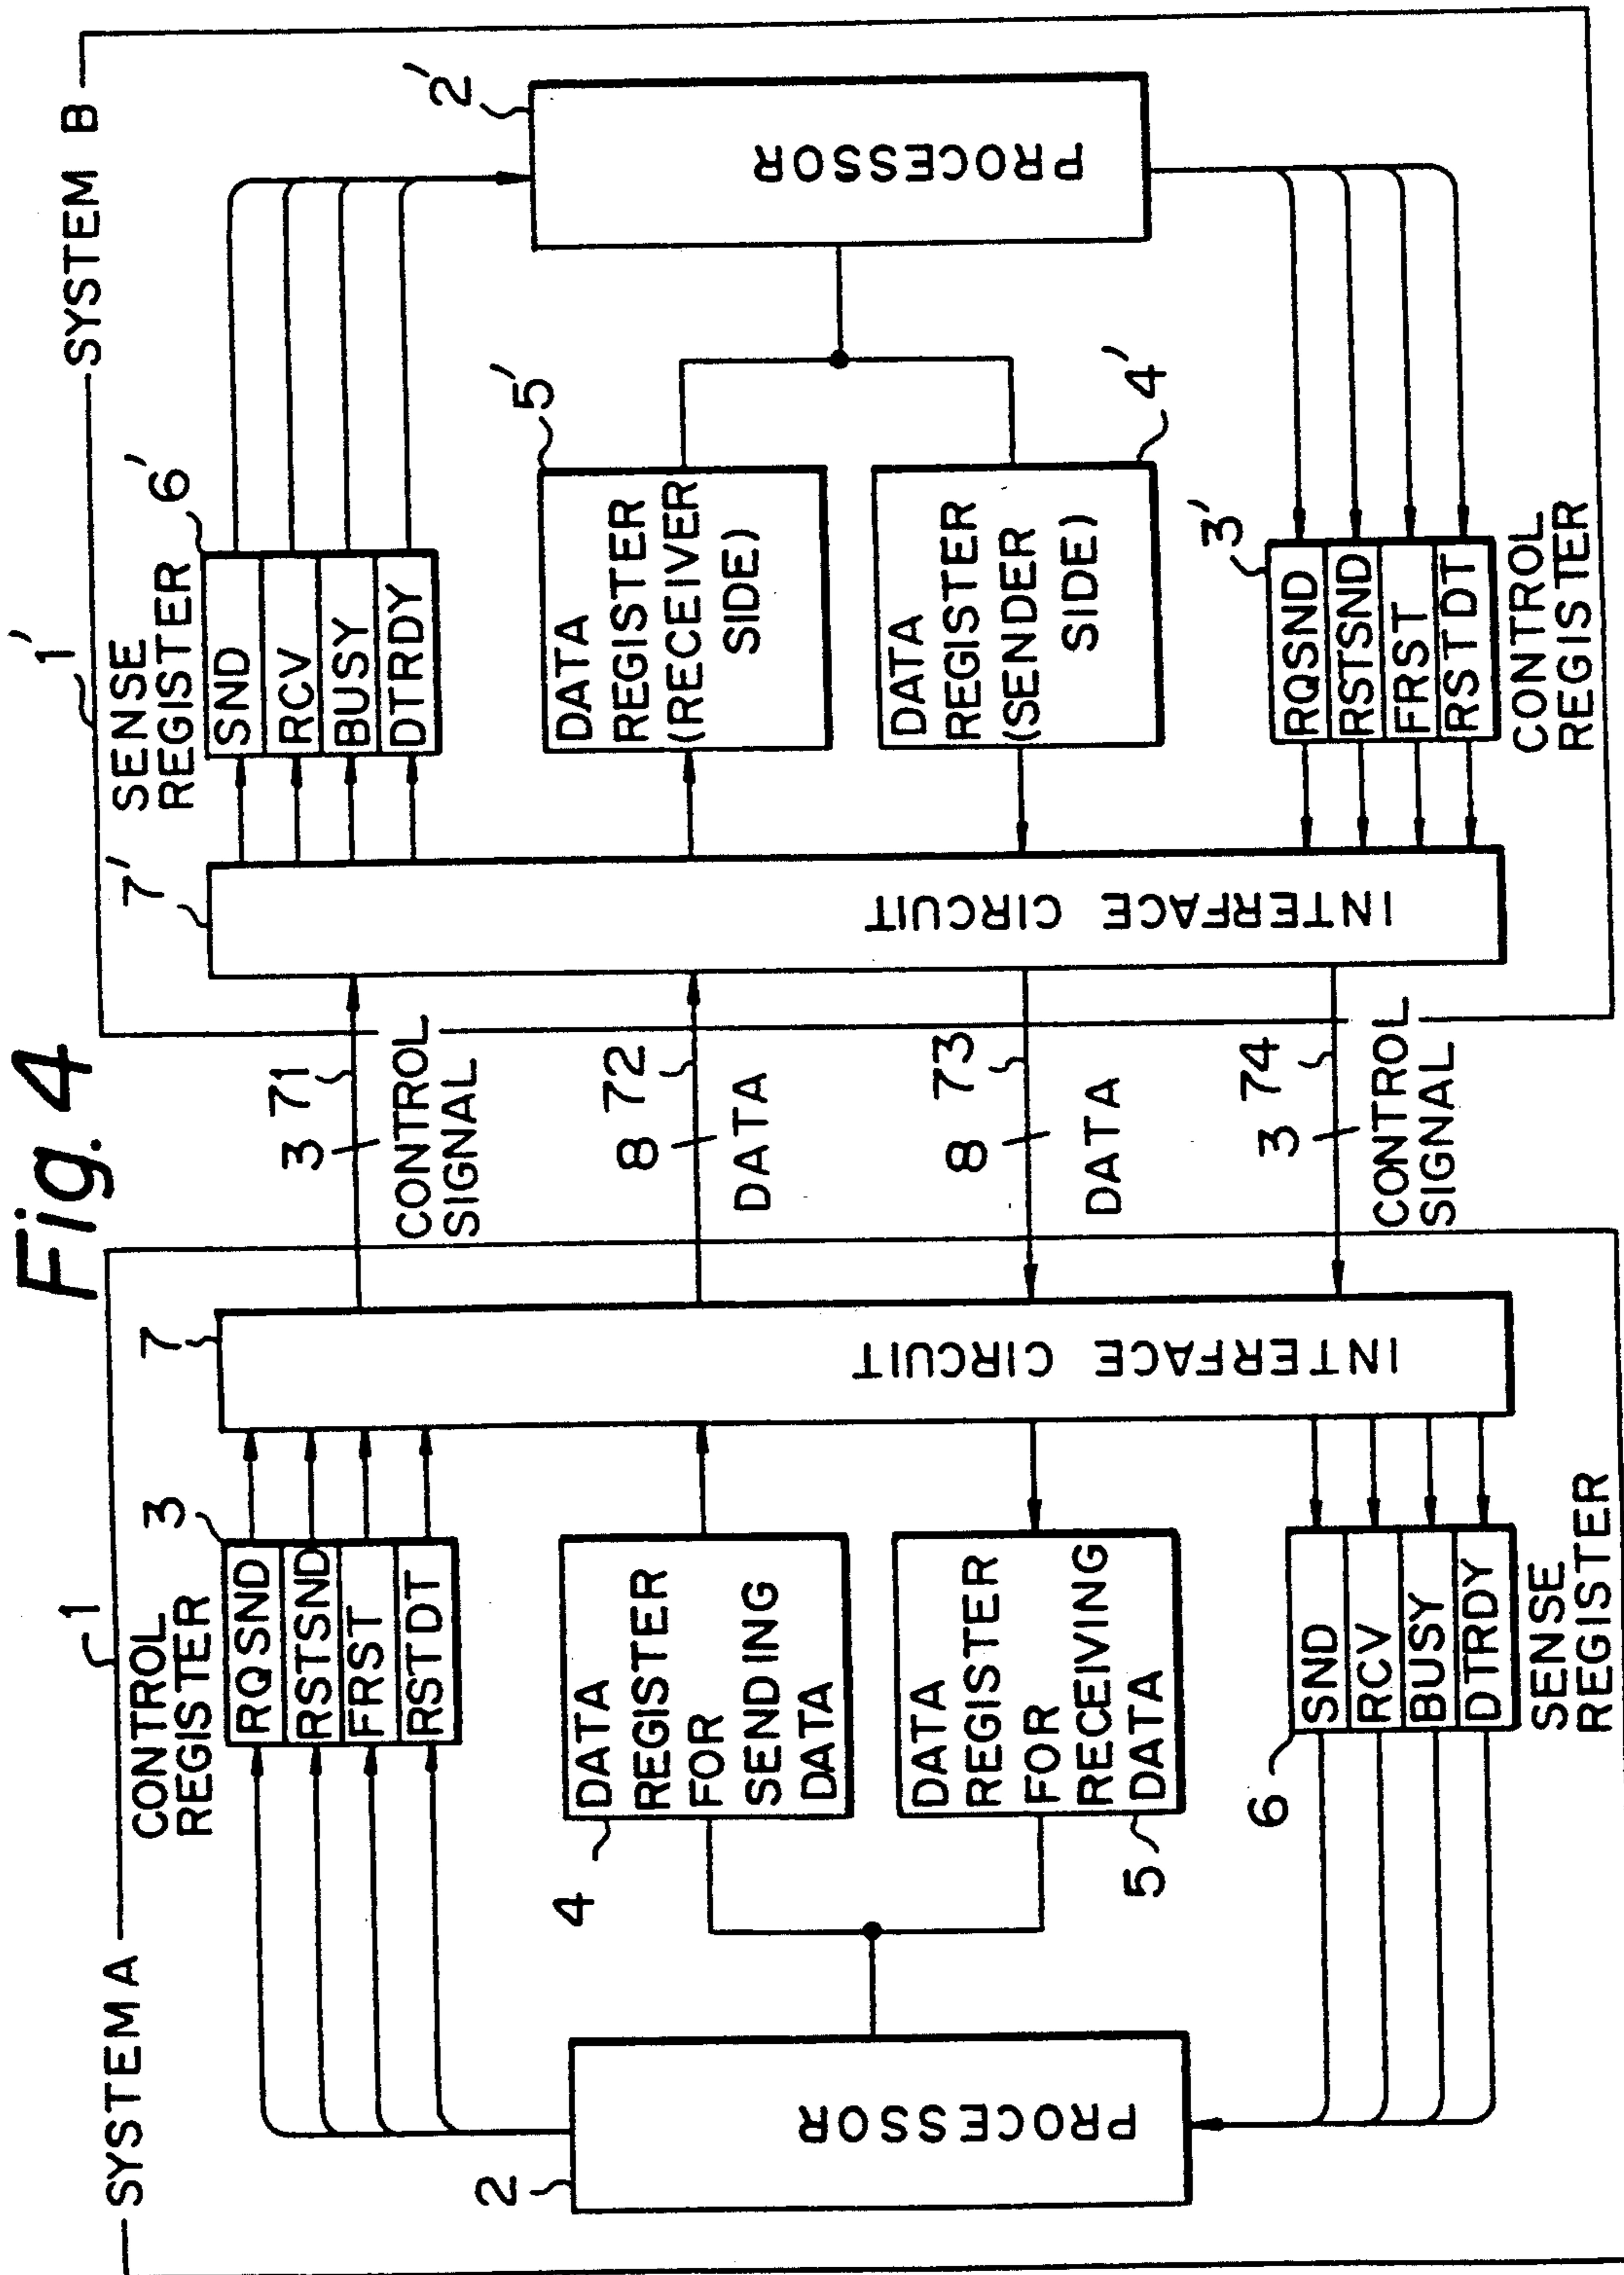 Fig. 4
SYSTEM A
1
CONTROL
REGISTER
3
RQSND
RSTSND
FRST
RSTDT
2
PROCESSOR
4
DATA
REGISTER
FOR
SENDING
DATA
DATA
REGISTER
FOR
RECEIVING
DATA
5
6
SND
RCV
BUSY
DTRDY
SENSE
REGISTER
7
INTERFACE CIRCUIT
3
71
CONTROL
SIGNAL
8
72
DATA
8
73
DATA
3
74
CONTROL
SIGNAL
SYSTEM B
1'
7'
INTERFACE CIRCUIT
SENSE
REGISTER
6'
SND
RCV
BUSY
DTRDY
5'
DATA
REGISTER
(RECEIVER
SIDE)
DATA
REGISTER
(SENDER
SIDE)
4'
2'
PROCESSOR
3'
RQSND
RSTSND
FRST
RSTDT
CONTROL
REGISTER